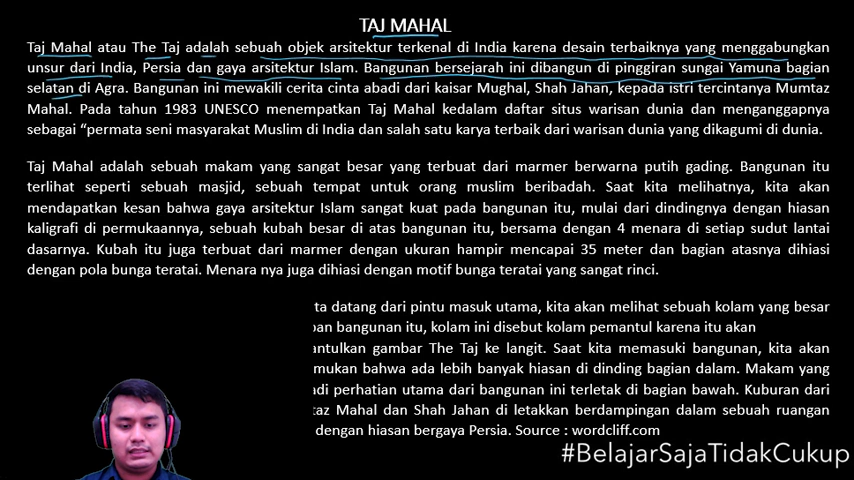 TAJ MAHAL
Taj Mahal atau The Taj adalah sebuah objek arsitektur terkenal di India karena desain terbaiknya yang menggabungkan
unsur dari India, Persia dan gaya arsitektur Islam. Bangunan bersejarah ini dibangun di pinggiran sungai Yamuna bagian
selatan di Agra. Bangunan ini mewakili cerita cinta abadi dari kaisar Mughal, Shah Jahan, kepada istri tercintanya Mumtaz
Mahal. Pada tahun 1983 UNESCO menempatkan Taj Mahal kedalam daftar situs warisan dunia dan menganggapnya
sebagai “permata seni masyarakat Muslim di India dan salah satu karya terbaik dari warisan dunia yang dikagumi di dunia.
Taj Mahal adalah sebuah makam yang sangat besar yang terbuat dari marmer berwarna putih gading. Bangunan itu
terlihat seperti sebuah masjid, sebuah tempat untuk orang muslim beribadah. Saat kita melihatnya, kita akan
mendapatkan kesan bahwa gaya arsitektur Islam sangat kuat pada bangunan itu, mulai dari dindingnya dengan hiasan
kaligrafi di permukaannya, sebuah kubah besar di atas bangunan itu, bersama dengan 4 menara di setiap sudut lantai
dasarnya. Kubah itu juga terbuat dari marmer dengan ukuran hampir mencapai 35 meter dan bagian atasnya dihiasi
dengan pola bunga teratai. Menara nya juga dihiasi dengan motif bunga teratai yang sangat rinci.
ta datang dari pintu masuk utama, kita akan melihat sebuah kolam yang besar
an bangunan itu, kolam ini disebut kolam pemantul karena itu akan
antulkan gambar The Taj ke langit. Saat kita memasuki bangunan, kita akan
mukan bahwa ada lebih banyak hiasan di dinding bagian dalam. Makam yang
adi perhatian utama dari bangunan ini terletak di bagian bawah. Kuburan dari
taz Mahal dan Shah Jahan di letakkan berdampingan dalam sebuah ruangan
dengan hiasan bergaya Persia. Source : wordcliff.com
#BelajarSajaTidakCukup